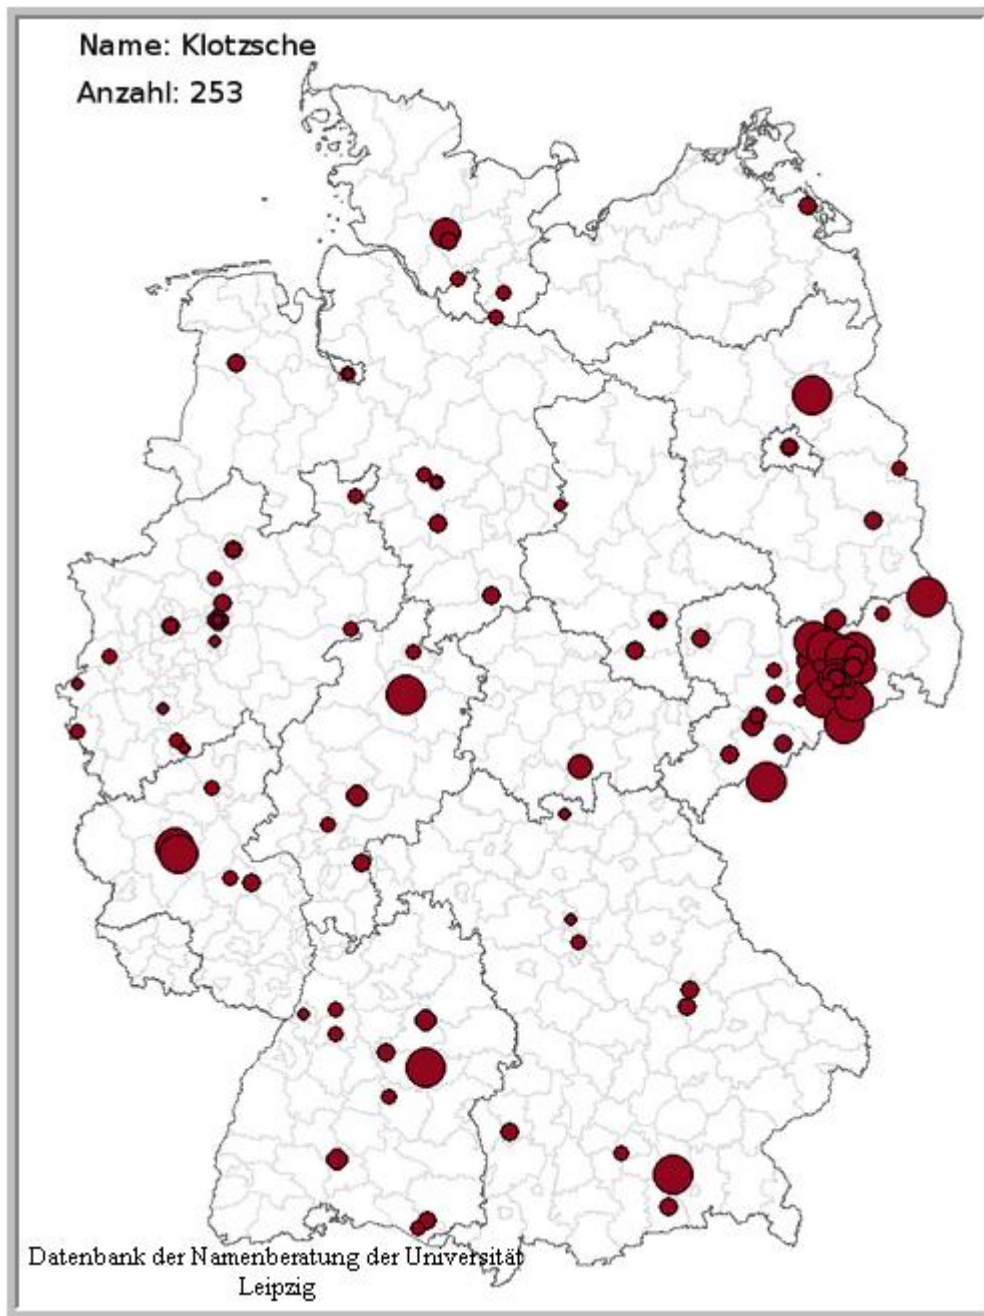 Name: Klotzsche
Anzahl: 253
Datenbank der Namenberatung der Universität
Leipzig